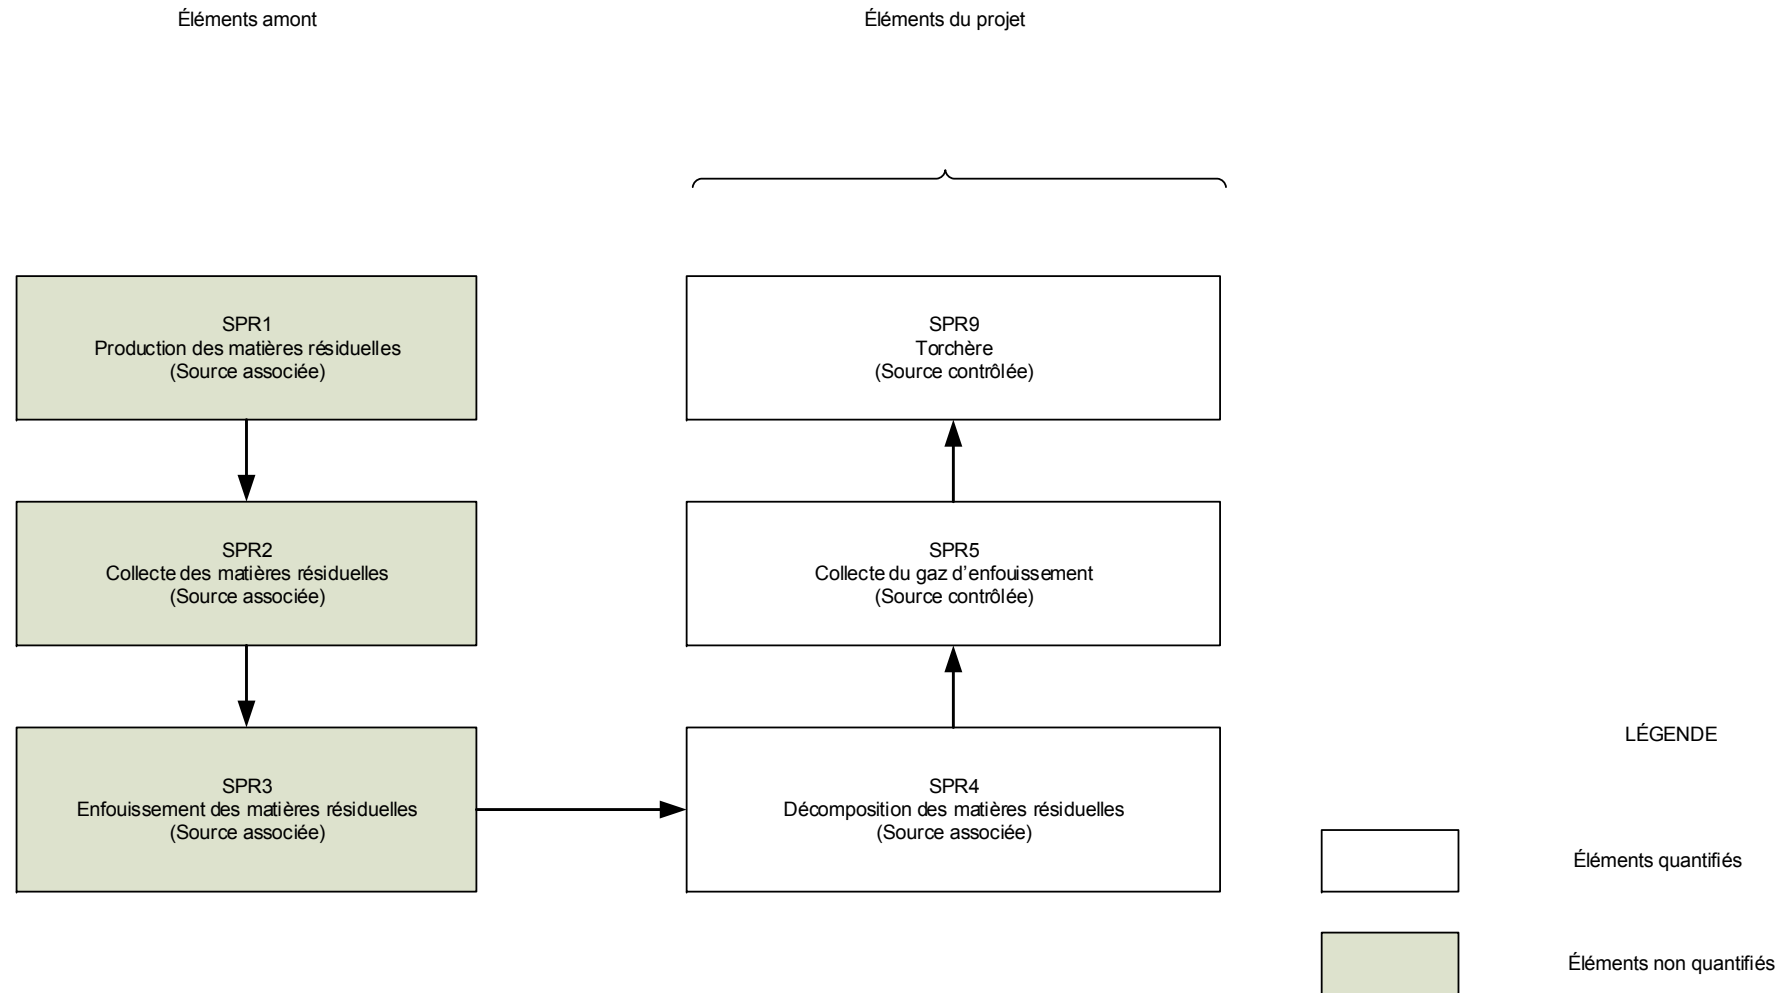 Éléments amont
Éléments du projet
SPR1
Production des matières résiduelles
(Source associée)
SPR9
Torchère
(Source contrôlée)
SPR2
Collecte des matières résiduelles
(Source associée)
SPR5
Collecte du gaz d'enfouissement
(Source contrôlée)
SPR3
Enfouissement des matières résiduelles
(Source associée)
SPR4
Décomposition des matières résiduelles
(Source associée)
LÉGENDE
Éléments quantifiés
Éléments non quantifiés